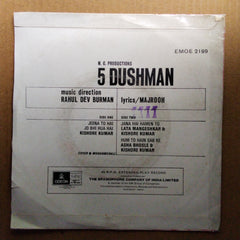 EMOE.2199
N. G. PRODUCTIONS
5 DUSHMAN
music direction
RAHUL DEV BURMAN
lyrics/MAJROOH
SIDE ONE
JEENA TO HAI
JO BHI HUA HAI
KISHORE KUMAR
SIDE TWO
JANA HAI HAMEN TO
LATA MANGESHKAR &
KISHORE KUMAR
HUM TO HAIN SAB KE
ASHA BHOSLE &
KISHORE KUMAR
45 R.P.M. EXTENDED PLAY RECORD
THE GRAMOPHONE COMPANY OF INDIA LIMITED